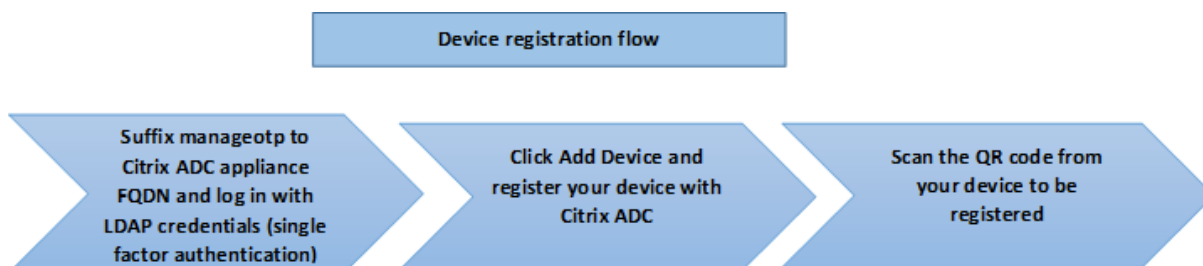 Device registration flow
Suffix manageotp to
Citrix ADC appliance
FQDN and log in with
LDAP credentials (single
factor authentication)
Click Add Device and
register your device with
Citrix ADC
Scan the QR code from
your device to be
registered